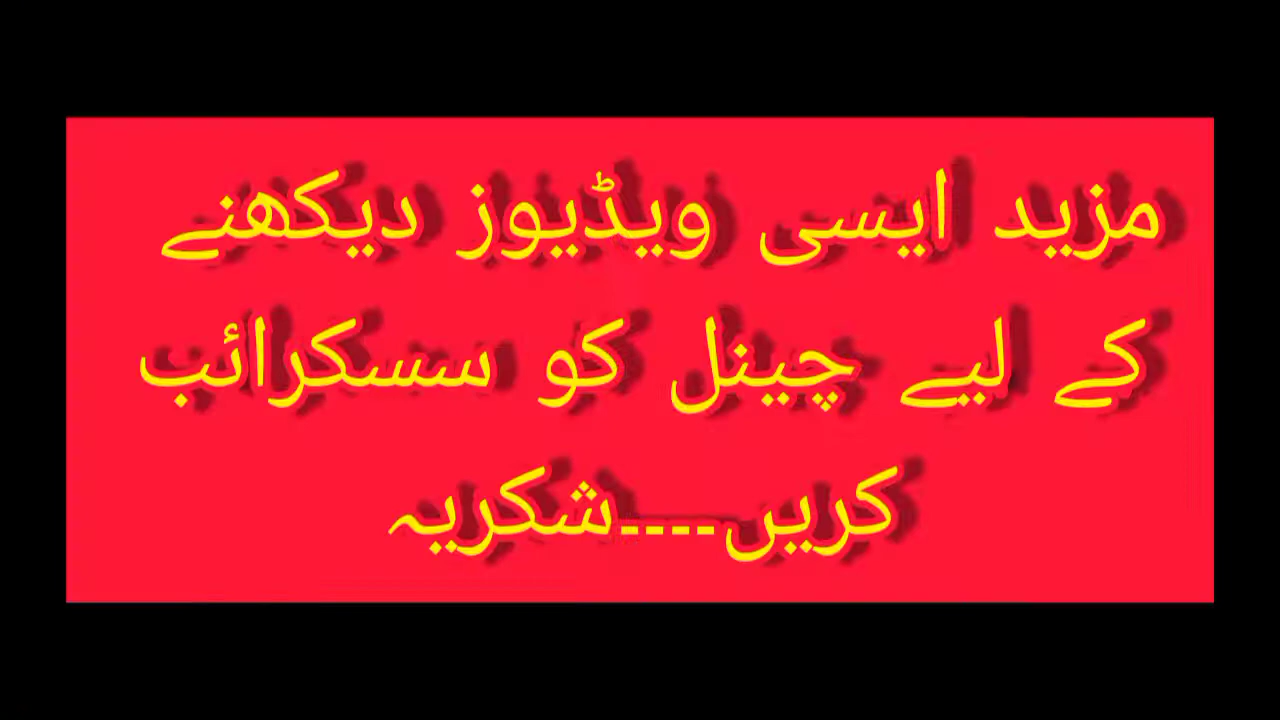 مزید ایسی ویڈیوز دیکھنے
کے لیے چینل کو سسکرائب
کریں----شکریہ